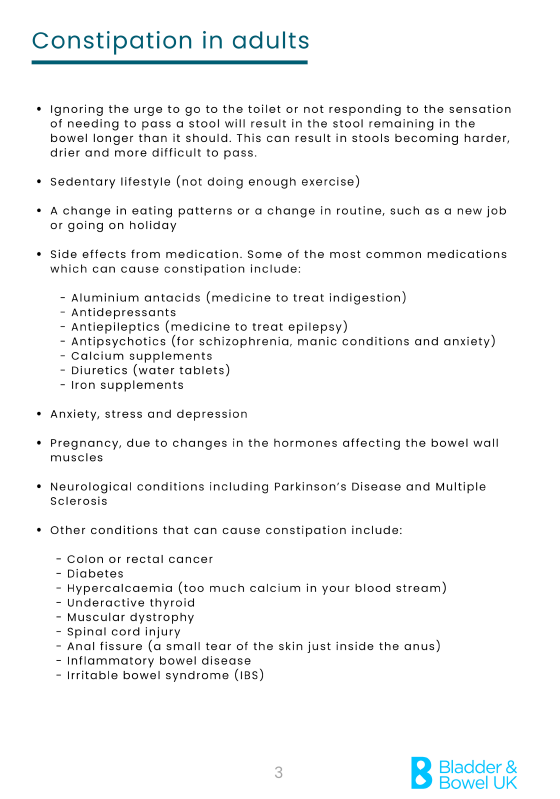 Constipation in adults
• Ignoring the urge to go to the toilet or not responding to the sensation
of needing to pass a stool will result in the stool remaining in the
bowel longer than it should. This can result in stools becoming harder,
drier and more difficult to pass.
• Sedentary lifestyle (not doing enough exercise)
• A change in eating patterns or a change in routine, such as a new job
or going on holiday
• Side effects from medication. Some of the most common medications
which can cause constipation include:
- Aluminium antacids (medicine to treat indigestion)
- Antidepressants
- Antiepileptics (medicine to treat epilepsy)
- Antipsychotics (for schizophrenia, manic conditions and anxiety)
- Calcium supplements
- Diuretics (water tablets)
- Iron supplements
• Anxiety, stress and depression
• Pregnancy, due to changes in the hormones affecting the bowel wall
muscles
• Neurological conditions including Parkinson’s Disease and Multiple
Sclerosis
• Other conditions that can cause constipation include:
- Colon or rectal cancer
- Diabetes
- Hypercalcaemia (too much calcium in your blood stream)
- Underactive thyroid
- Muscular dystrophy
- Spinal cord injury
- Anal fissure (a small tear of the skin just inside the anus)
- Inflammatory bowel disease
- Irritable bowel syndrome (IBS)
3
Bladder &
Bowel UK